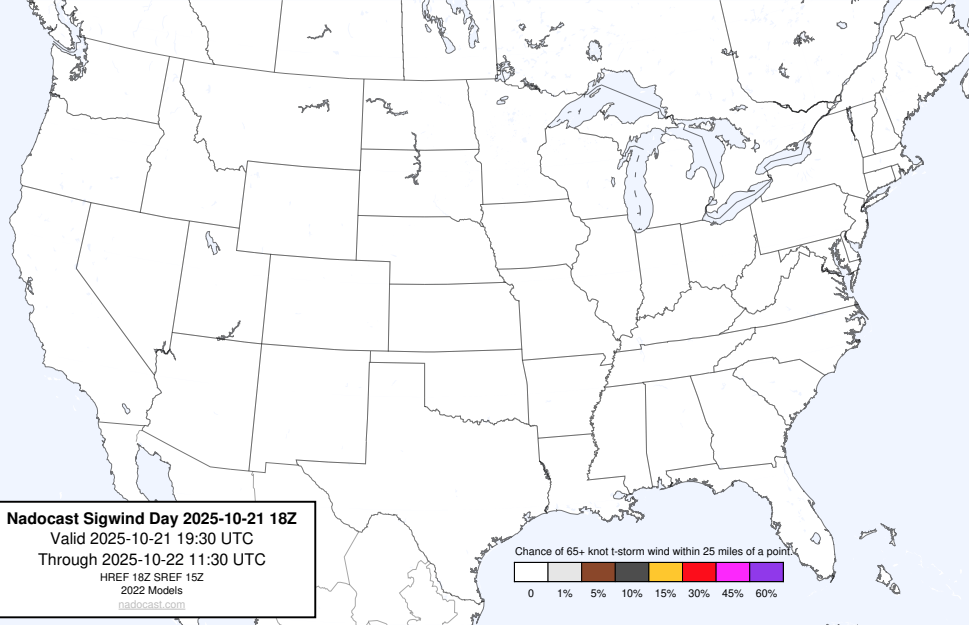 Nadocast Sigwind Day 2025-10-21 18Z
Valid 2025-10-21 19:30 UTC
Through 2025-10-22 11:30 UTC
HREF 18Z SREF 15Z
2022 Models
nadocast.com
Chance of 65+ knot t-storm wind within 25 miles of a point.
0 1% 5% 10% 15% 30% 45% 60%